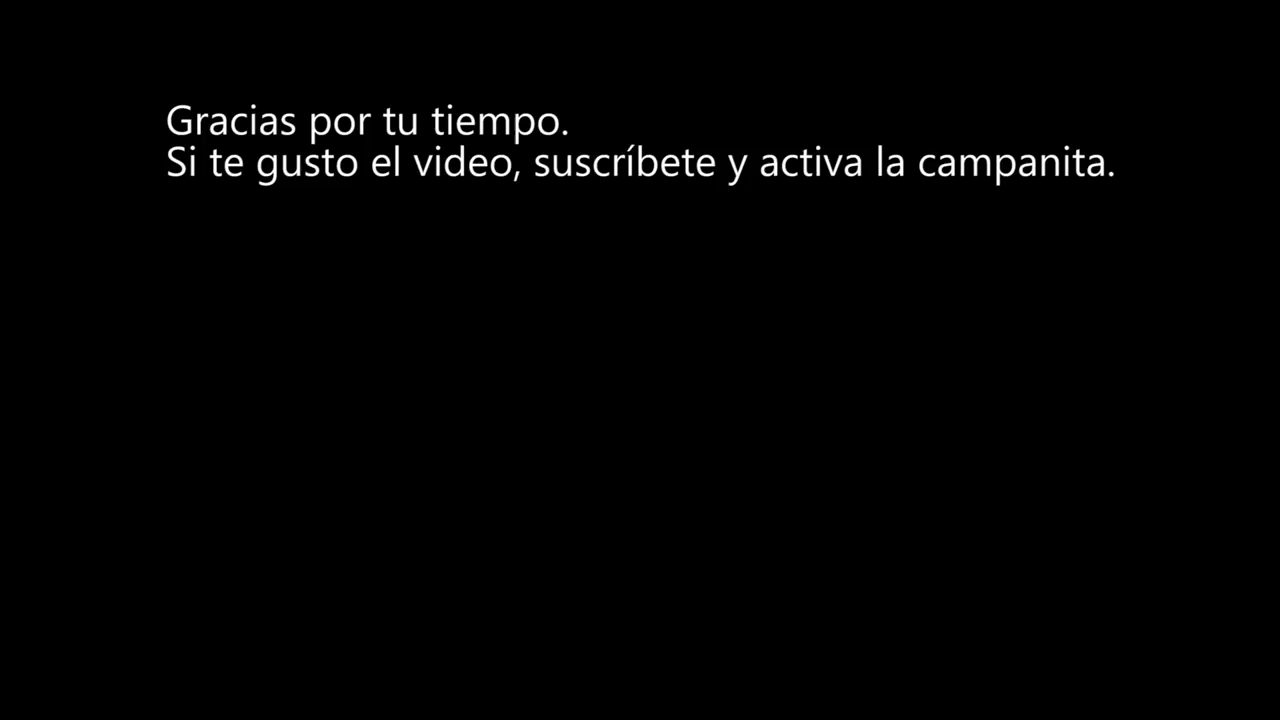 Gracias por tu tiempo.
Si te gusto el video, suscríbete y activa la campanita.